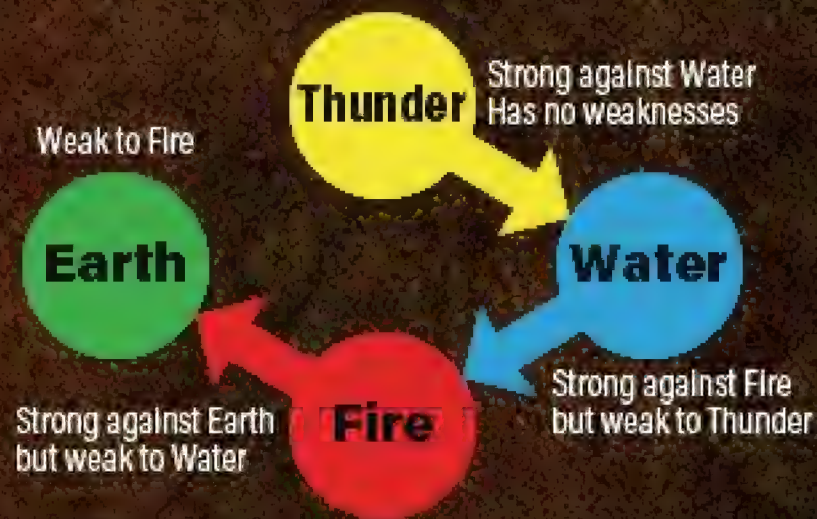 Thunder
Strong against Water
Has no weaknesses
Weak to Fire
Earth
Water
Strong against Fire
but weak to Thunder
Fire
Strong against Earth
but weak to Water